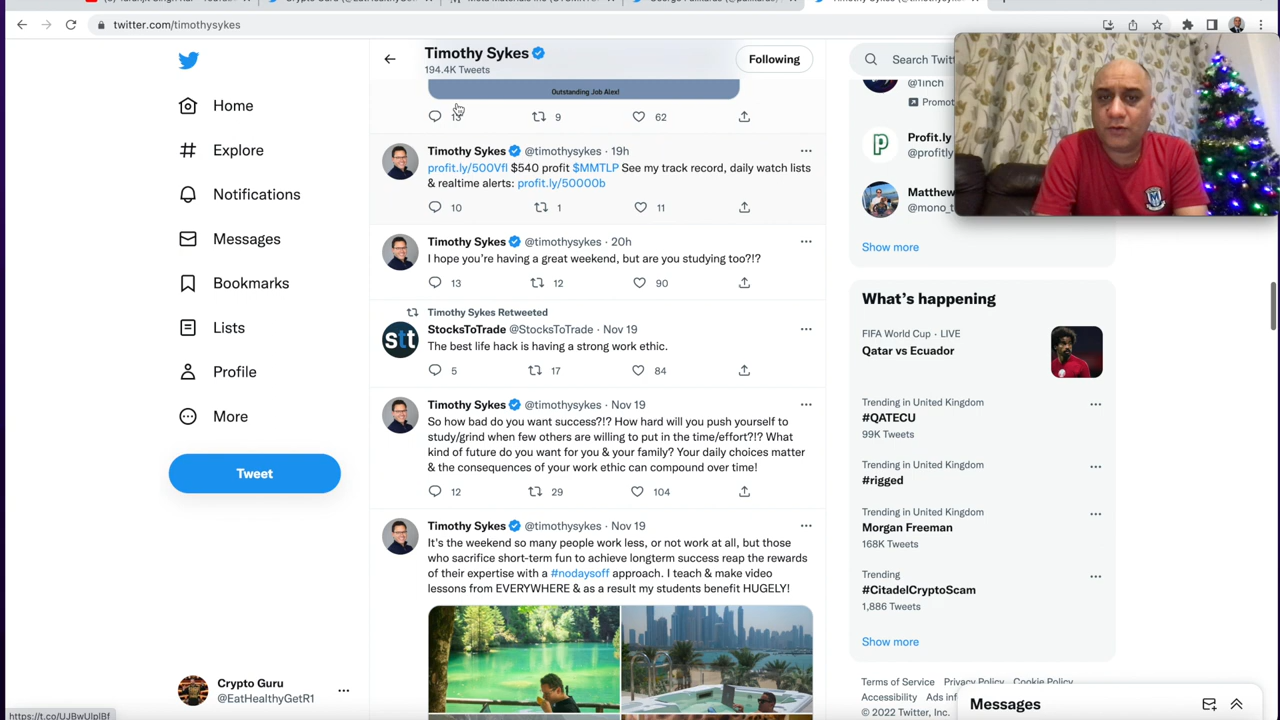 twitter.com/timothysykes
Home
Explore
Notifications
Messages
Bookmarks
Lists
Profile
More
Tweet
Crypto Guru
@EatHealthyGetR1
https://t.co/UJBwUlplBf
Timothy Sykes
194.4K Tweets
Following
Outstanding Job Alex!
9 62
Timothy Sykes @timothysykes · 19h
profit.ly/500Vfl $540 profit $MMTLP See my track record, daily watch lists
& realtime alerts: profit.ly/50000b
10 1 11
Timothy Sykes @timothysykes · 20h
I hope you're having a great weekend, but are you studying too?!?
13 12 90
Timothy Sykes Retweeted
StocksToTrade @StocksToTrade · Nov 19
stt
The best life hack is having a strong work ethic.
5 17 84
Timothy Sykes @timothysykes · Nov 19
So how bad do you want success?!? How hard will you push yourself to
study/grind when few others are willing to put in the time/effort?!? What
kind of future do you want for you & your family? Your daily choices matter
& the consequences of your work ethic can compound over time!
12 29 104
Timothy Sykes @timothysykes · Nov 19
It's the weekend so many people work less, or not work at all, but those
who sacrifice short-term fun to achieve longterm success reap the rewards
of their expertise with a #nodaysoff approach. I teach & make video
lessons from EVERYWHERE & as a result my students benefit HUGELY!
Search Twitt
@1inch
Promot
Profit.ly
@profitly
Matthew
@mono_t
Show more
What's happening
FIFA World Cup · LIVE
Qatar vs Ecuador
Trending in United Kingdom
#QATECU
99K Tweets
Trending in United Kingdom
#rigged
Trending in United Kingdom
Morgan Freeman
168K Tweets
Trending
#CitadelCryptoScam
1,886 Tweets
Show more
Terms of Service Privacy Policy Cookie Policy
Accessibility Ads inf
© 2022 Twitter, Inc.
Messages